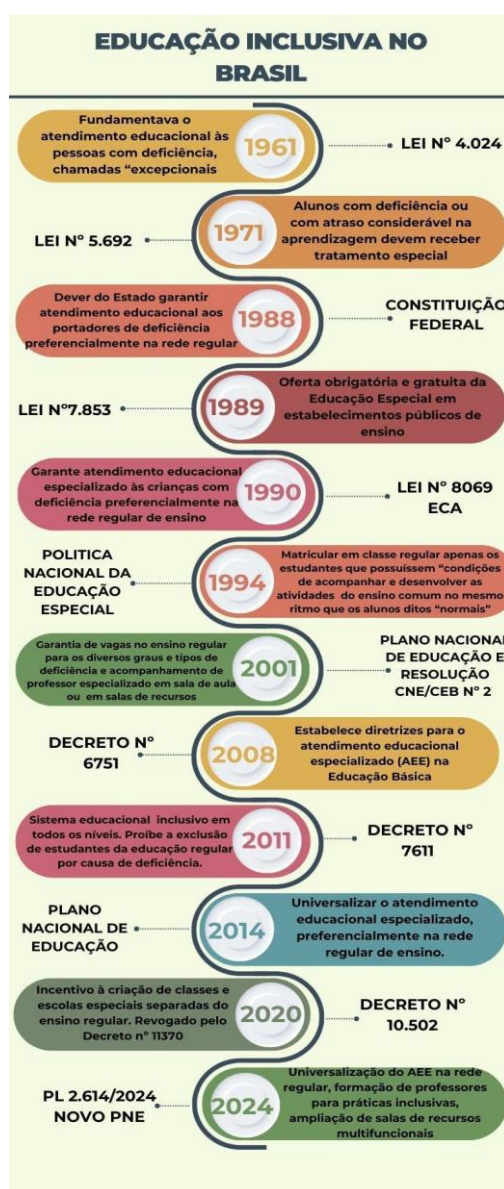 EDUCAÇÃO INCLUSIVA NO
BRASIL
Fundamentava o
atendimento educacional às
pessoas com deficiência,
chamadas “excepcionais
1961
LEI Nº 4.024
LEI Nº 5.692
1971
Alunos com deficiência ou
com atraso considerável na
aprendizagem devem receber
tratamento especial
Dever do Estado garantir
atendimento educacional aos
portadores de deficiência
preferencialmente na rede regular
1988
CONSTITUIÇÃO
FEDERAL
LEI Nº7.853
1989
Oferta obrigatória e gratuita da
Educação Especial em
estabelecimentos públicos de
ensino
Garante atendimento educacional
especializado às crianças com
deficiência preferencialmente na
rede regular de ensino
1990
LEI Nº 8069
ECA
POLITICA
NACIONAL DA
EDUCAÇÃO
ESPECIAL
1994
Matricular em classe regular apenas os
estudantes que possuíssem “condições
de acompanhar e desenvolver as
atividades do ensino comum no mesmo
ritmo que os alunos ditos “normais”
Garantia de vagas no ensino regular
para os diversos graus e tipos de
deficiência e acompanhamento de
professor especializado em sala de aula
ou em salas de recursos
2001
PLANO NACIONAL
DE EDUCAÇÃO E
RESOLUÇÃO
CNE/CEB Nº 2
DECRETO Nº
6751
2008
Estabelece diretrizes para o
atendimento educacional
especializado (AEE) na
Educação Básica
Sistema educacional inclusivo em
todos os níveis. Proíbe a exclusão
de estudantes da educação regular
por causa de deficiência.
2011
DECRETO Nº
7611
PLANO
NACIONAL DE
EDUCAÇÃO
2014
Universalizar o atendimento
educacional especializado,
preferencialmente na rede
regular de ensino.
Incentivo à criação de classes e
escolas especiais separadas do
ensino regular. Revogado pelo
Decreto nº 11370
2020
DECRETO Nº
10.502
PL 2.614/2024
NOVO PNE
2024
Universalização do AEE na rede
regular, formação de professores
para práticas inclusivas,
ampliação de salas de recursos
multifuncionais